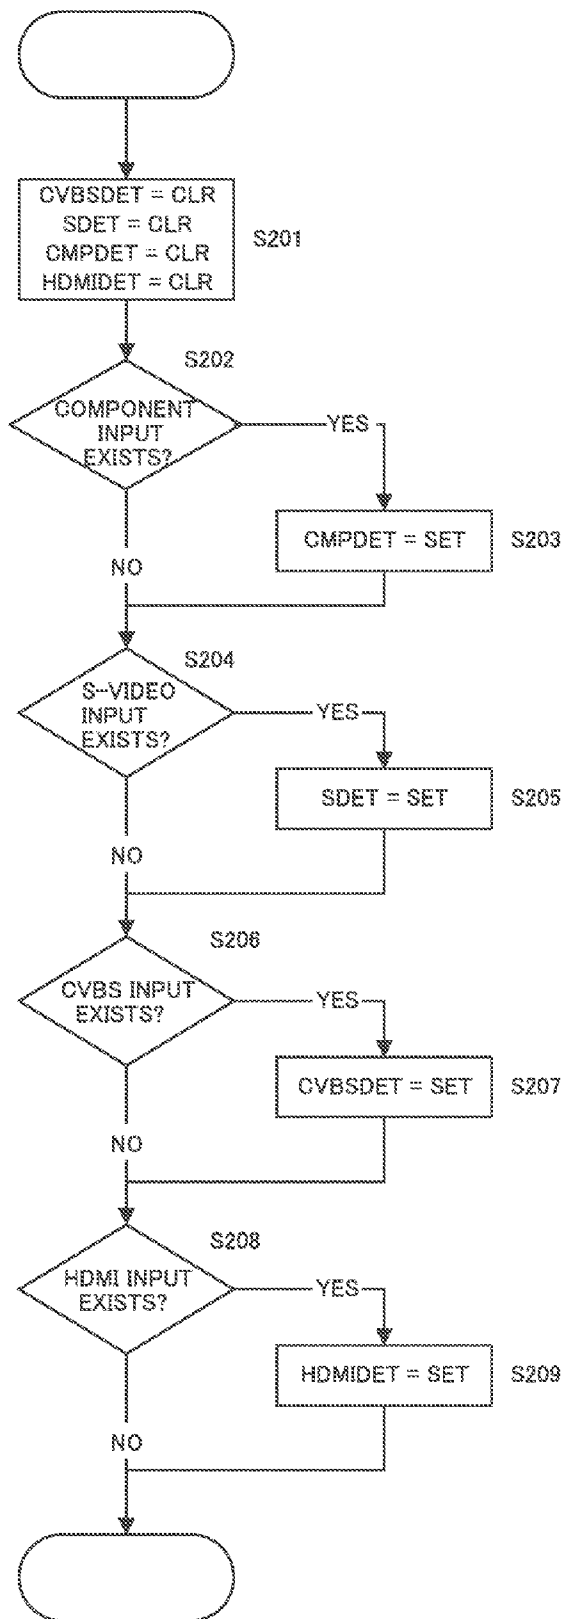 CVBSDET = CLR
SDET = CLR
CMPDET = CLR
HDMIDET = CLR
S201
S202
COMPONENT
INPUT
EXISTS?
YES
CMPDET = SET
S203
NO
S204
S-VIDEO
INPUT
EXISTS?
YES
SDET = SET
S205
NO
S206
CVBS INPUT
EXISTS?
YES
CVBSDET = SET
S207
NO
S208
HDMI INPUT
EXISTS?
YES
HDMIDET = SET
S209
NO